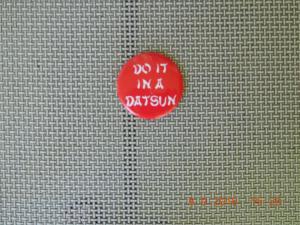 DO IT
IN A
DATSUN